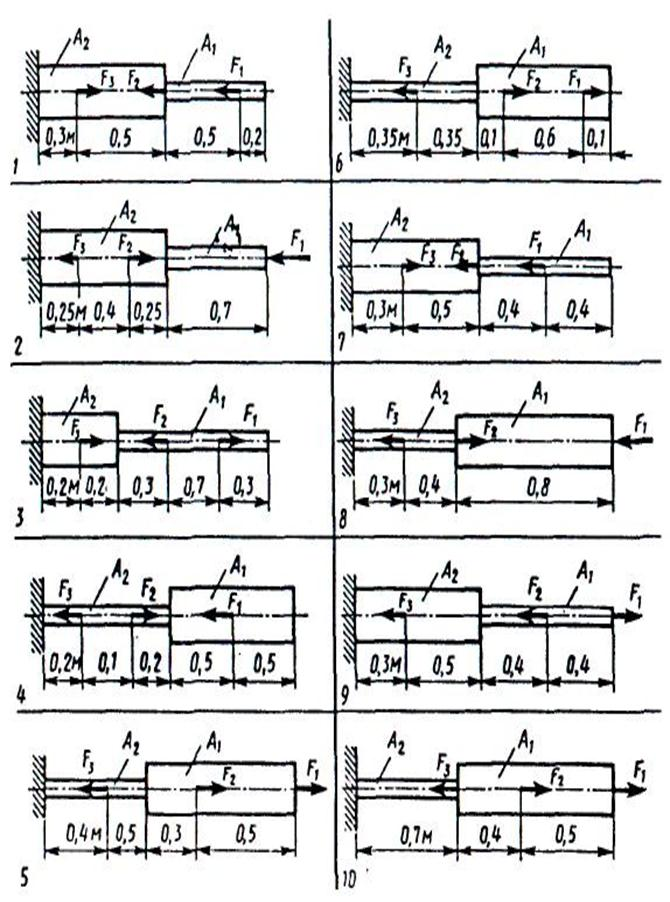 A₂ A₁ F₁
F₃ F₂
0,3м 0,5 0,5 0,2
1
A₂ A₁
F₃ F₂ F₁
0,25м 0,4 0,25 0,7
2
A₂ F₂ A₁ F₁
0,2м 0,2 0,3 0,7 0,3
3
F₃ A₂ F₂ A₁
F₁
0,2м 0,1 0,2 0,5 0,5
4
F₃ A₂ A₁
F₂ F₁
0,4м 0,5 0,3 0,5
5
F₃ A₂ A₁
F₂ F₁
0,35м 0,35 0,1 0,6 0,1
6
A₂ F₁ A₁
F₃
0,3м 0,5 0,4 0,4
7
F₃ A₂ A₁
F₂ F₁
0,3м 0,4 0,8
8
A₂ F₂ A₁ F₁
F₃
0,3м 0,5 0,4 0,4
9
A₂ F₃ A₁
F₂ F₁
0,7м 0,4 0,5
10